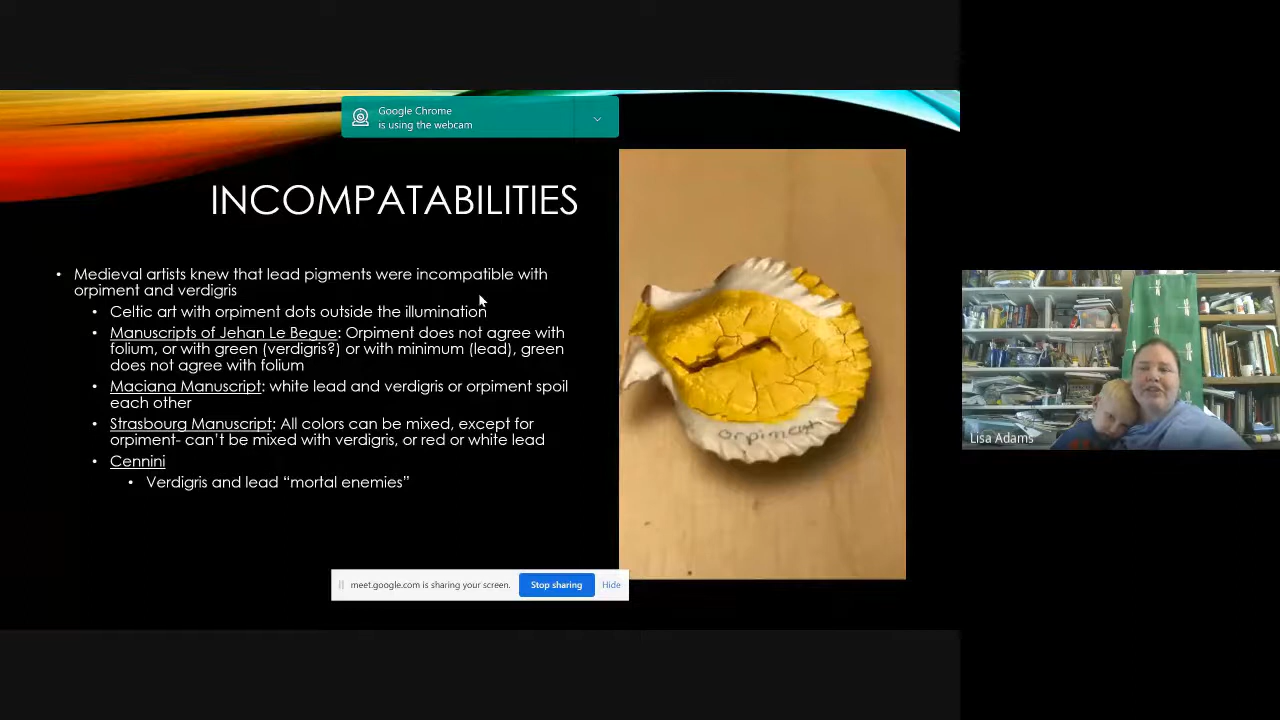 Google Chrome
is using the webcam
INCOMPATABILITIES
• Medieval artists knew that lead pigments were incompatible with
orpiment and verdigris
• Celtic art with orpiment dots outside the illumination
• Manuscripts of Jehan Le Begue: Orpiment does not agree with
folium, or with green (verdigris?) or with minimum (lead), green
does not agree with folium
• Maciana Manuscript: white lead and verdigris or orpiment spoil
each other
• Strasbourg Manuscript: All colors can be mixed, except for
orpiment- can't be mixed with verdigris, or red or white lead
• Cennini
• Verdigris and lead “mortal enemies”
orpiment
meet.google.com is sharing your screen.
Stop sharing
Hide
Lisa Adams